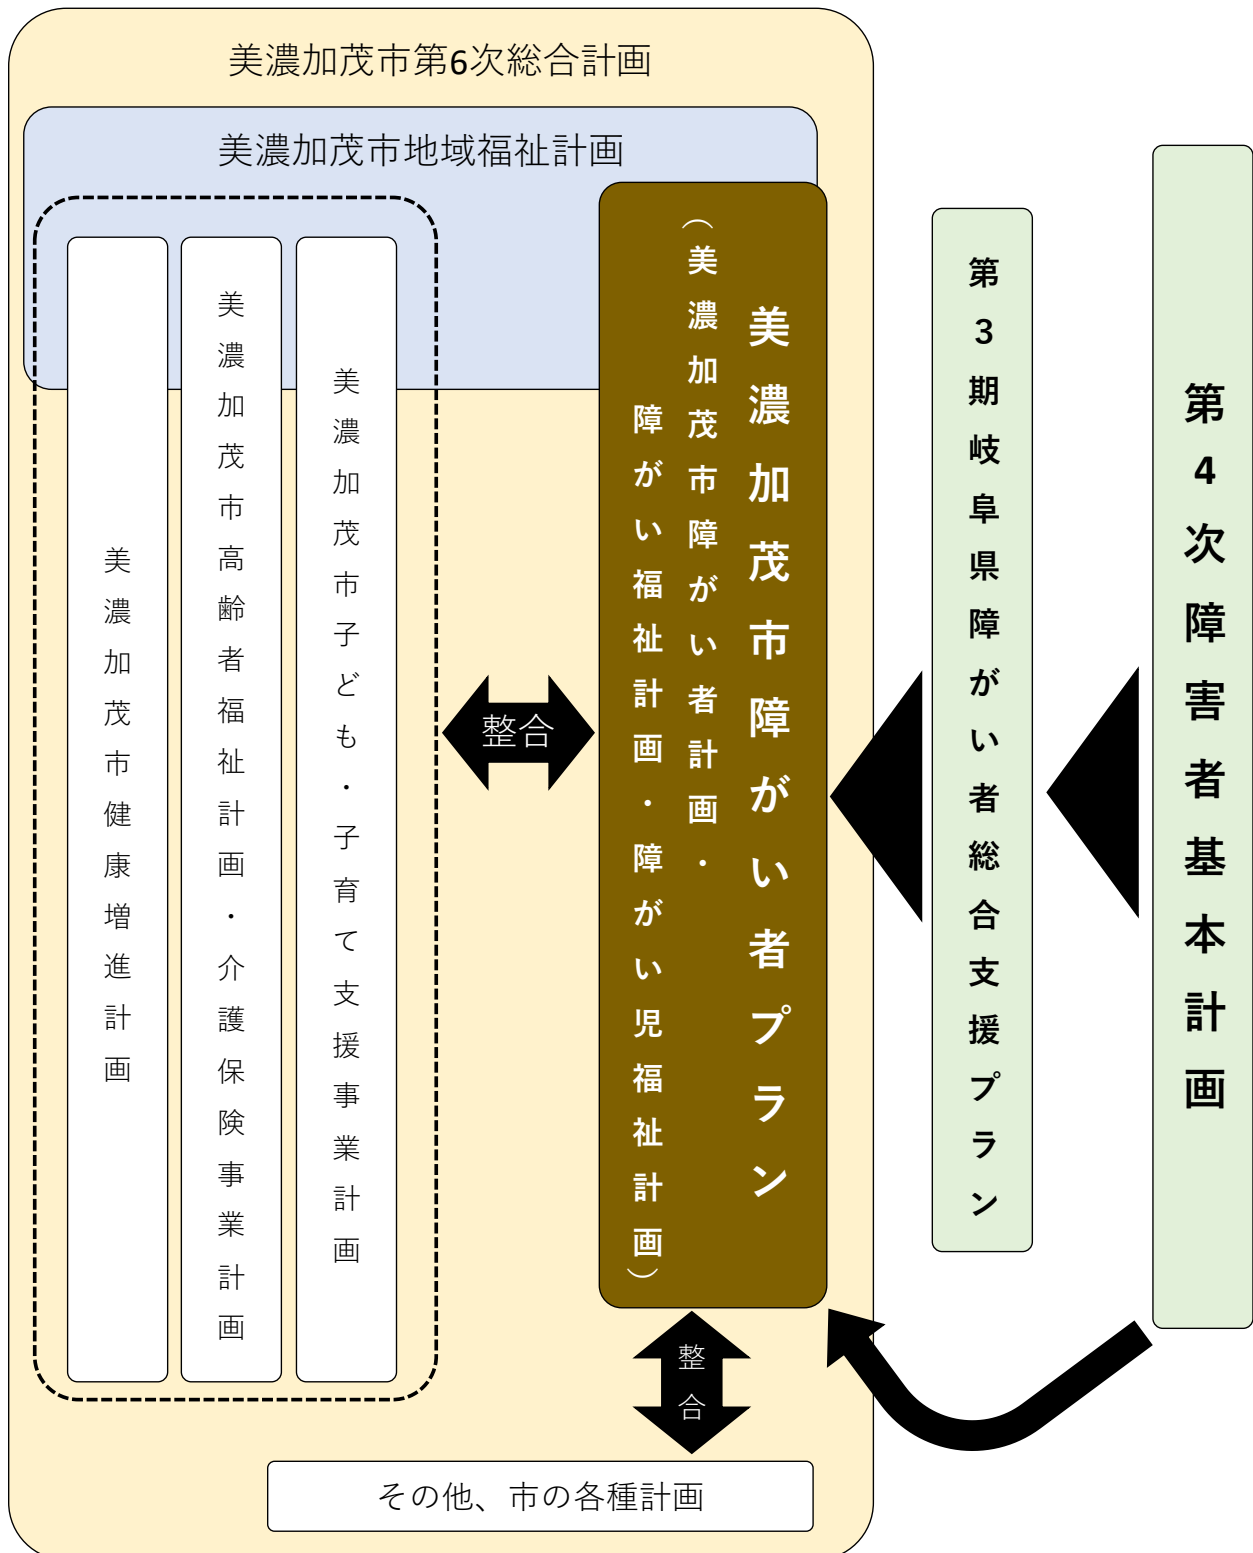 美濃加茂市第6次総合計画
美濃加茂市地域福祉計画
第4次障害者基本計画
第3期岐阜県障がい者総合支援プラン
美濃加茂市障がい者プラン
（美濃加茂市障がい者計画・
障がい福祉計画・障がい児福祉計画）
整合
美濃加茂市子ども・子育て支援事業計画
美濃加茂市高齢者福祉計画・介護保険事業計画
美濃加茂市健康増進計画
整合
その他、市の各種計画